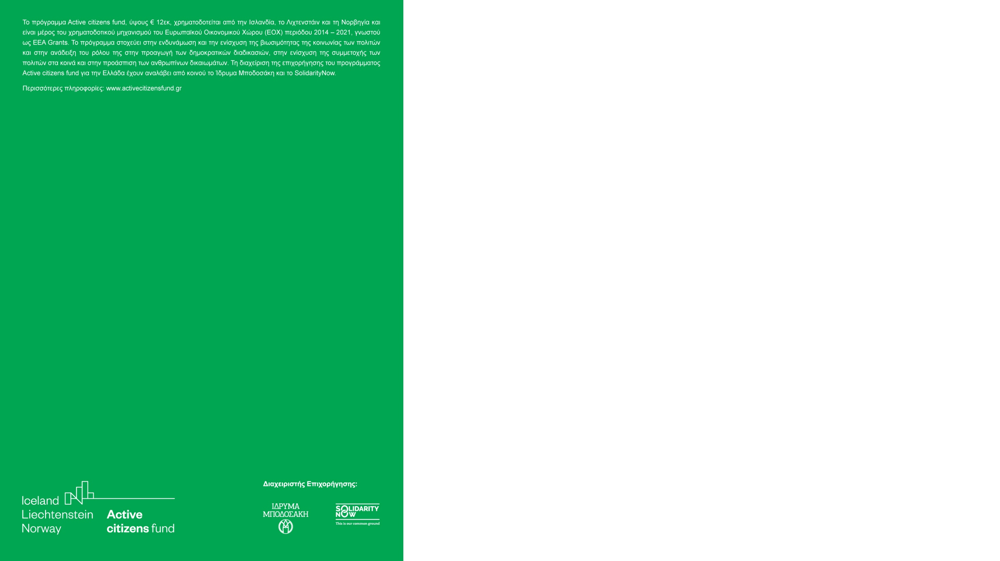 Το πρόγραμμα Active citizens fund, ύψους € 12εκ, χρηματοδοτείται από την Ισλανδία, το Λιχτενστάιν και τη Νορβηγία και
είναι μέρος του χρηματοδοτικού μηχανισμού του Ευρωπαϊκού Οικονομικού Χώρου (ΕΟΧ) περιόδου 2014 – 2021, γνωστού
ως EEA Grants. Το πρόγραμμα στοχεύει στην ενδυνάμωση και την ενίσχυση της βιωσιμότητας της κοινωνίας των πολιτών
και στην ανάδειξη του ρόλου της στην προαγωγή των δημοκρατικών διαδικασιών, στην ενίσχυση της συμμετοχής των
πολιτών στα κοινά και στην προάσπιση των ανθρωπίνων δικαιωμάτων. Τη διαχείριση της επιχορήγησης του προγράμματος
Active citizens fund για την Ελλάδα έχουν αναλάβει από κοινού το Ίδρυμα Μποδοσάκη και το SolidarityNow.
Περισσότερες πληροφορίες: www.activecitizensfund.gr
Iceland
Liechtenstein
Norway
Active
citizens fund
Διαχειριστής Επιχορήγησης:
ΙΔΡΥΜΑ
ΜΠΟΔΟΣΑΚΗ
SOLIDARITY
NOW
This is our common ground